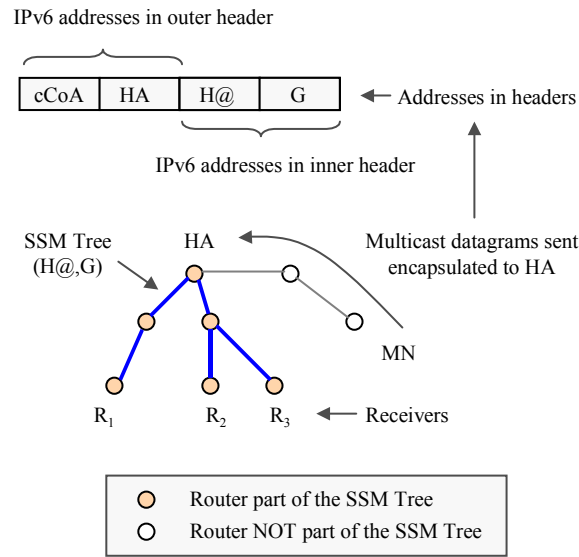 IPv6 addresses in outer header
cCoA HA H@ G
Addresses in headers
IPv6 addresses in inner header
SSM Tree
(H@,G)
HA
Multicast datagrams sent
encapsulated to HA
MN
R1 R2 R3
Receivers
Router part of the SSM Tree
Router NOT part of the SSM Tree